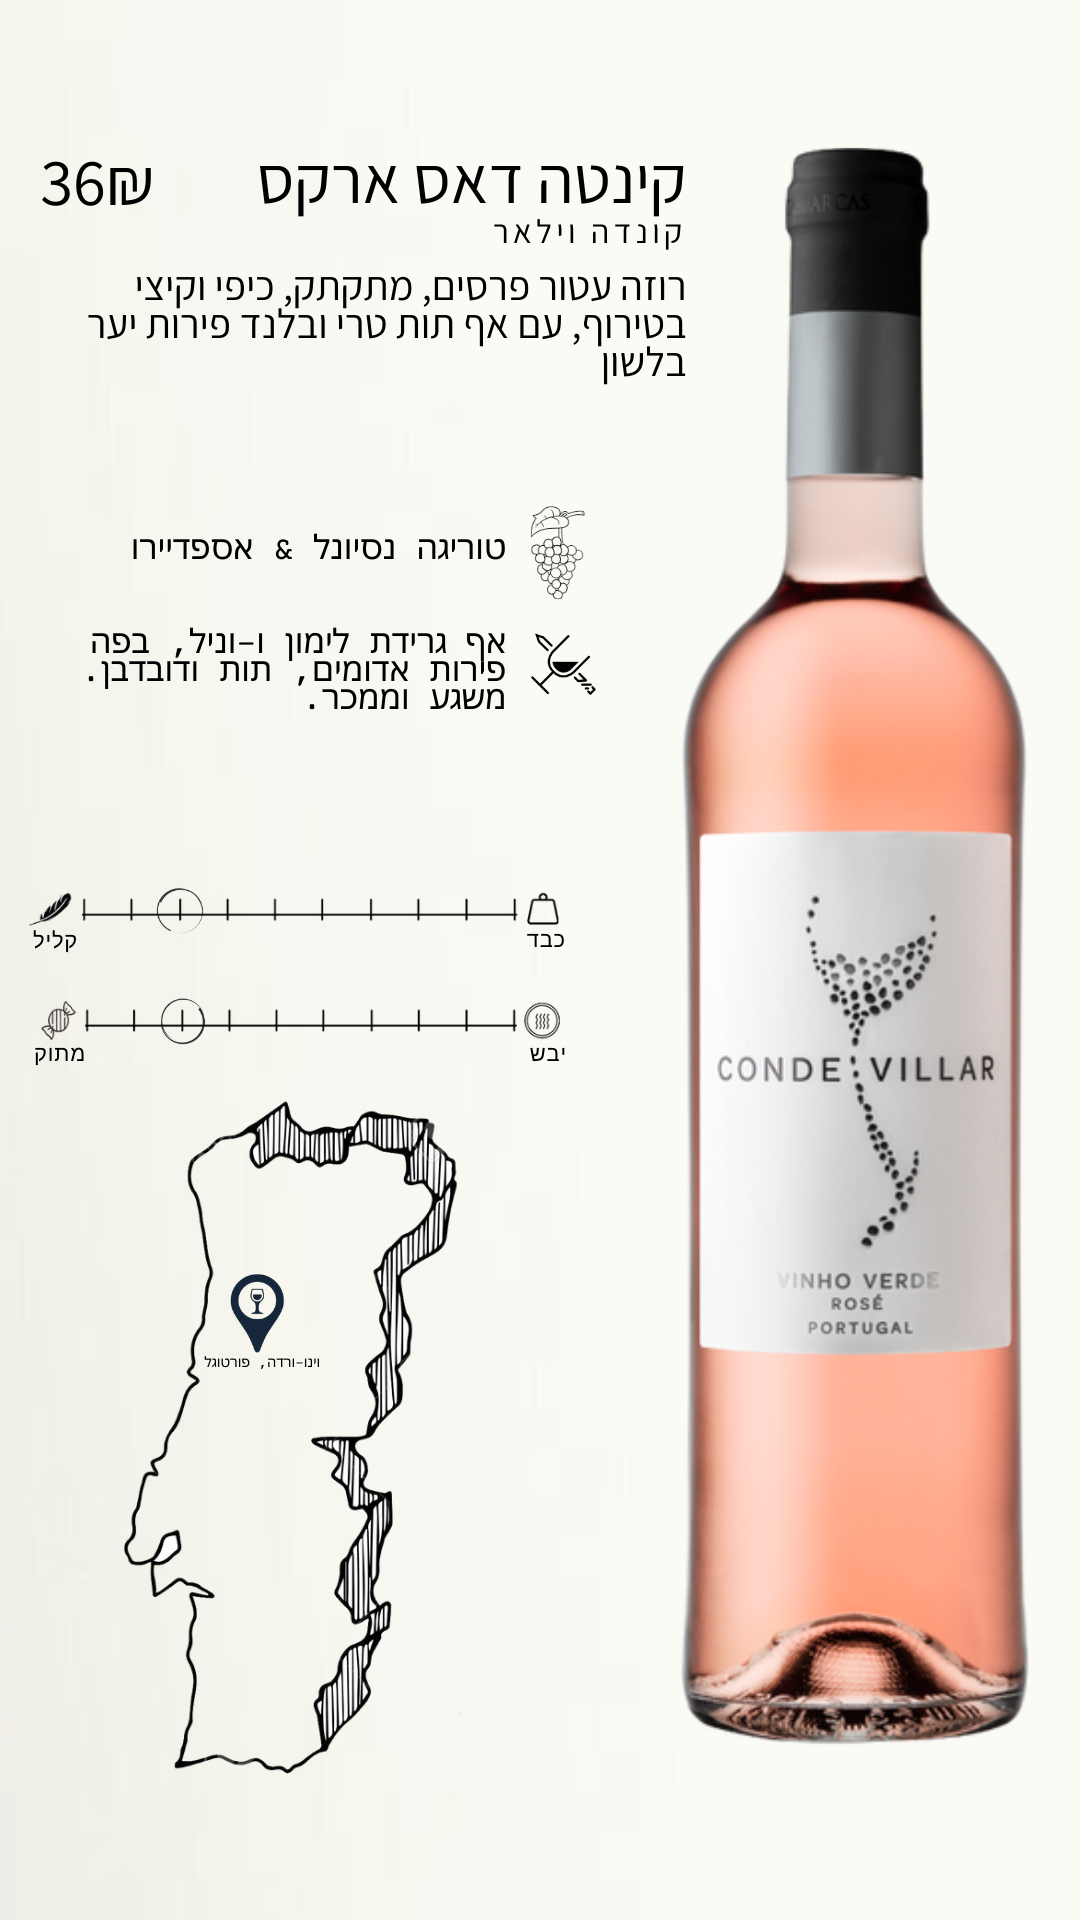 קינטה דאס ארקס
36₪
קונדה וילאר
רוזה עטור פרסים, מתקתק, כיפי וקיצי
בטירוף, עם אף תות טרי ובלנד פירות יער
בלשון
טוריגה נסיונל & אספדיירו
אף גרידת לימון ו-וניל, בפה
פירות אדומים, תות ודובדבן.
משגע וממכר.
כבד
קליל
יבש
מתוק
וינו-ורדה, פורטוגל
ARCAS
CONDE VILLAR
VINHO VERDE
ROSÉ
PORTUGAL